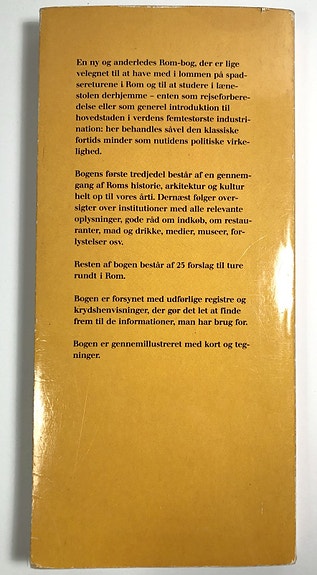 En ny og anderledes Rom-bog, der er lige
velegnet til at have med i lommen på spad-
sereturene i Rom og til at studere i læne-
stolen derhjemme – enten som rejseforbere-
delse eller som generel introduktion til
hovedstaden i verdens femtestørste industri-
nation: her behandles såvel den klassiske
fortids minder som nutidens politiske virke-
lighed.
Bogens første tredjedel består af en gennem-
gang af Roms historie, arkitektur og kultur
helt op til vores årti. Dernæst følger over-
sigter over institutioner med alle relevante
oplysninger, gode råd om indkøb, om restau-
ranter, mad og drikke, medier, museer, for-
lystelser osv.
Resten af bogen består af 25 forslag til ture
rundt i Rom.
Bogen er forsynet med udførlige registre og
krydshenvisninger, der gør det let at finde
frem til de informationer, man har brug for.
Bogen er gennemillustreret med kort og teg-
ninger.